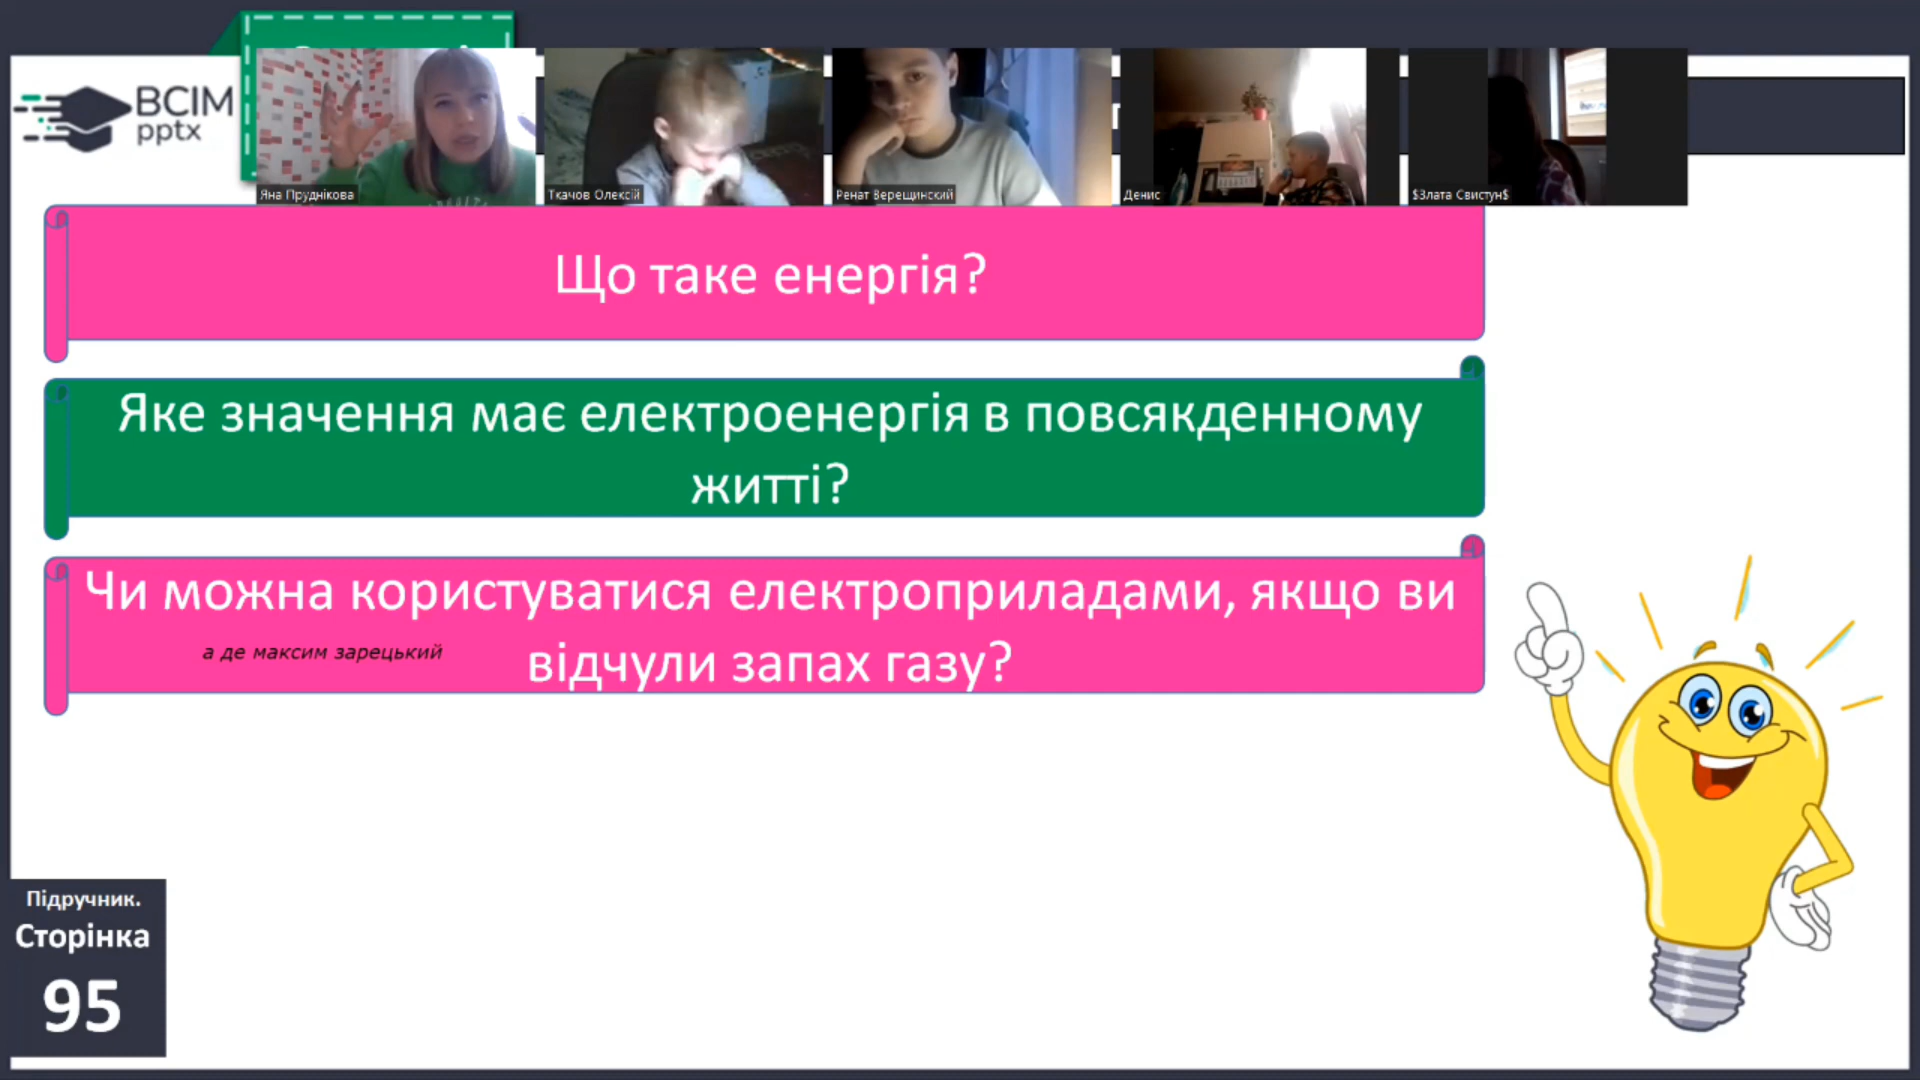 ВСІМ
pptx
Яна Пруднікова
Ткачов Олексій
Ренат Верещинский
Денис
$Злата Свистун$
Що таке енергія?
Яке значення має електроенергія в повсякденному
житті?
Чи можна користуватися електроприладами, якщо ви
відчули запах газу?
а де максим зарецький
Підручник.
Сторінка
95